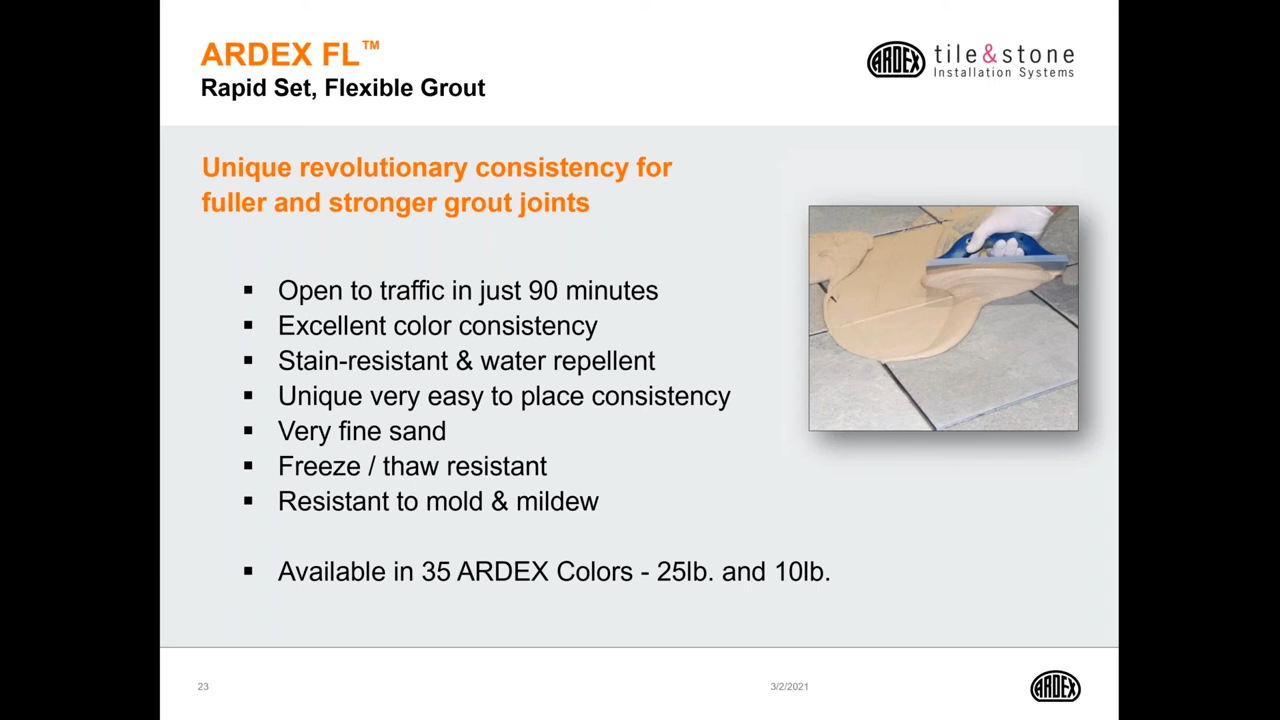 ARDEX FL™
Rapid Set, Flexible Grout
ARDEX
tile&stone
Installation Systems
Unique revolutionary consistency for
fuller and stronger grout joints
▪ Open to traffic in just 90 minutes
▪ Excellent color consistency
▪ Stain-resistant & water repellent
▪ Unique very easy to place consistency
▪ Very fine sand
▪ Freeze / thaw resistant
▪ Resistant to mold & mildew
▪ Available in 35 ARDEX Colors - 25lb. and 10lb.
23
3/2/2021
ARDEX